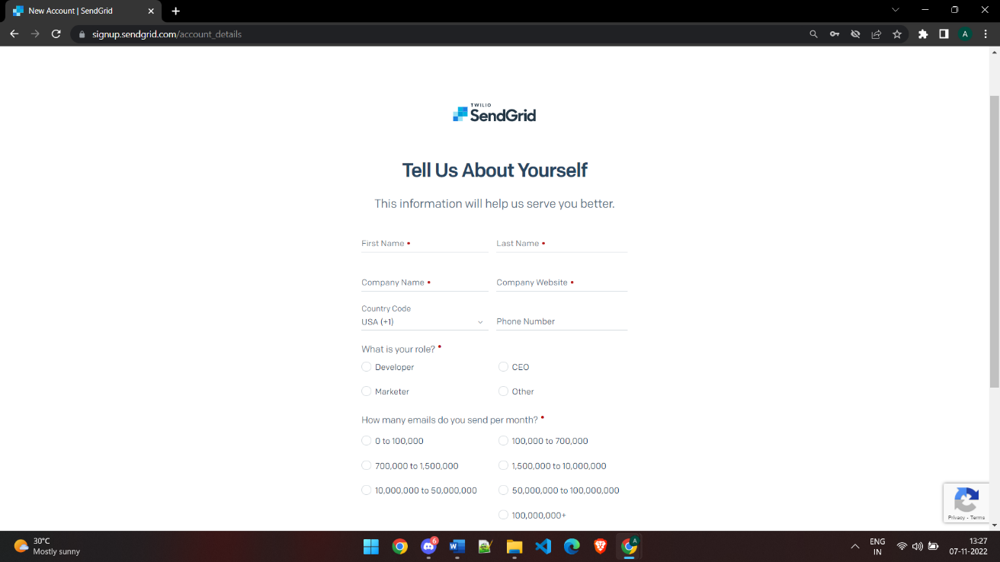 New Account | SendGrid
signup.sendgrid.com/account_details
A
TWILIO
SendGrid
Tell Us About Yourself
This information will help us serve you better.
First Name • Last Name •
Company Name • Company Website •
Country Code
USA (+1) Phone Number
What is your role? •
Developer CEO
Marketer Other
How many emails do you send per month? •
0 to 100,000 100,000 to 700,000
700,000 to 1,500,000 1,500,000 to 10,000,000
10,000,000 to 50,000,000 50,000,000 to 100,000,000
100,000,000+
Privacy - Terms
30°C
Mostly sunny
6
W
A
ENG
IN
13:27
07-11-2022